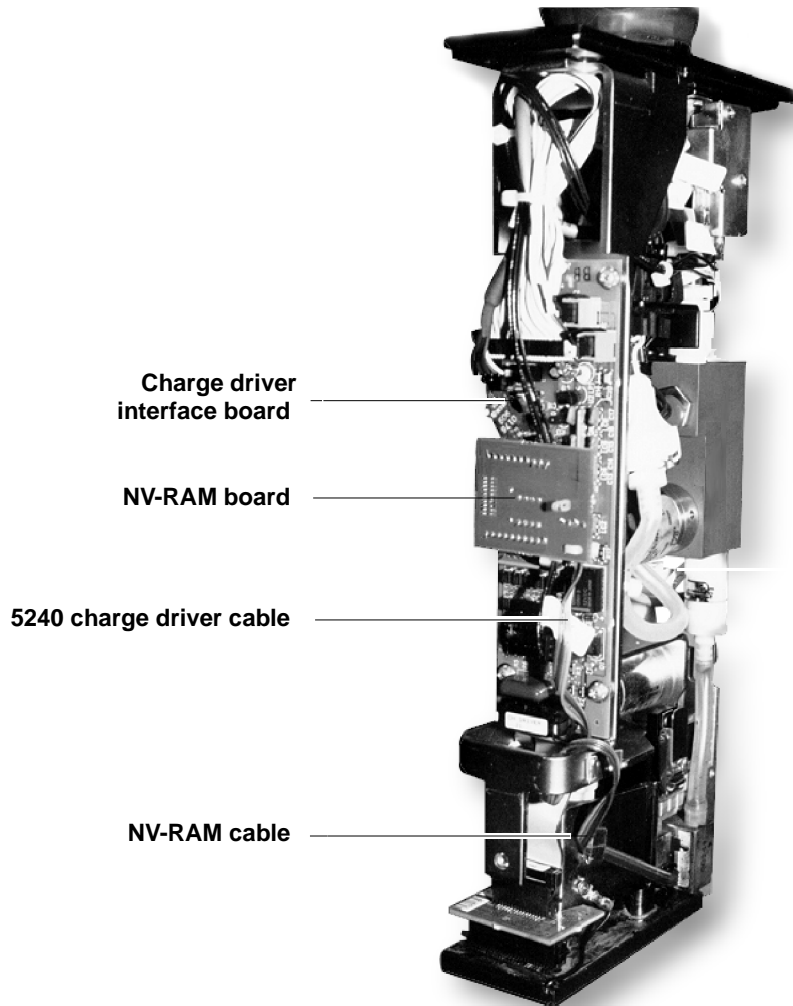 Charge driver
interface board
NV-RAM board
5240 charge driver cable
NV-RAM cable